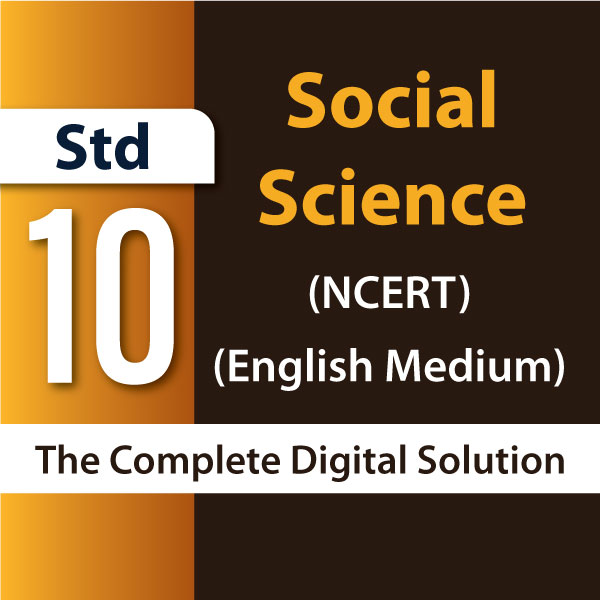 Std
10
Social
Science
(NCERT)
(English Medium)
The Complete Digital Solution